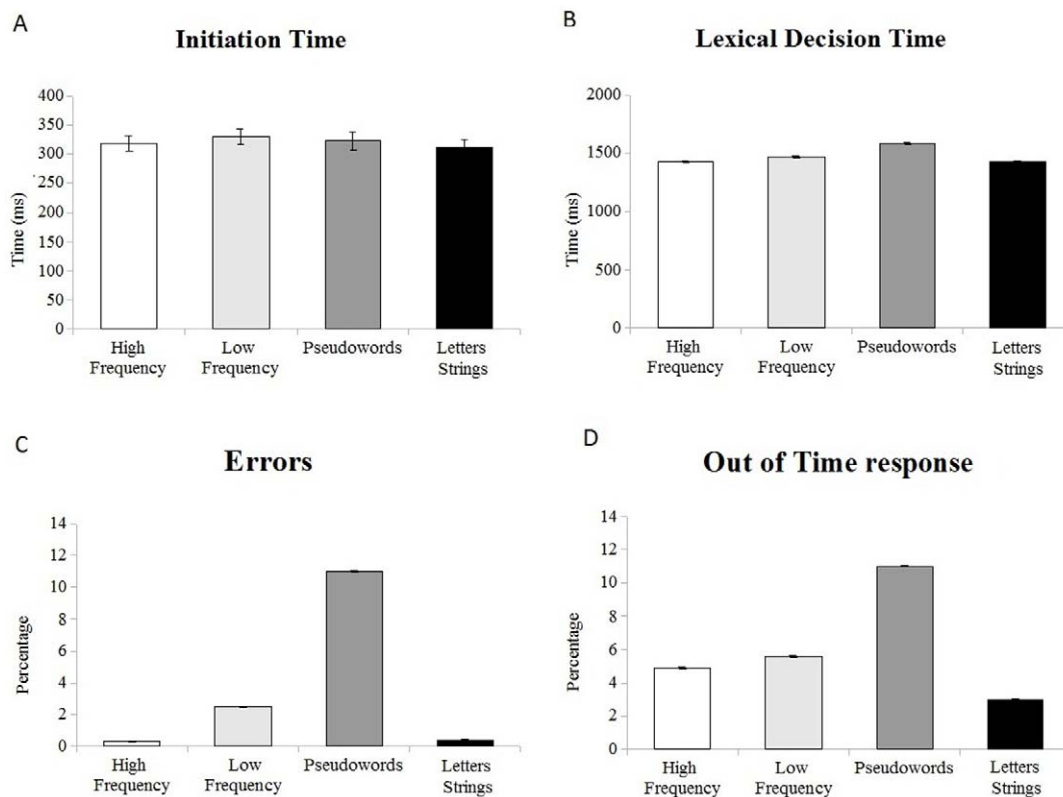 A
Initiation Time
400
350
300
250
200
150
100
50
0
Time (ms)
High Frequency
Low Frequency
Pseudowords
Letters Strings
B
Lexical Decision Time
2000
1500
1000
500
0
Time (ms)
High Frequency
Low Frequency
Pseudowords
Letters Strings
C
Errors
14
12
10
8
6
4
2
0
Percentage
High Frequency
Low Frequency
Pseudowords
Letters Strings
D
Out of Time response
14
12
10
8
6
4
2
0
Percentage
High Frequency
Low Frequency
Pseudowords
Letters Strings